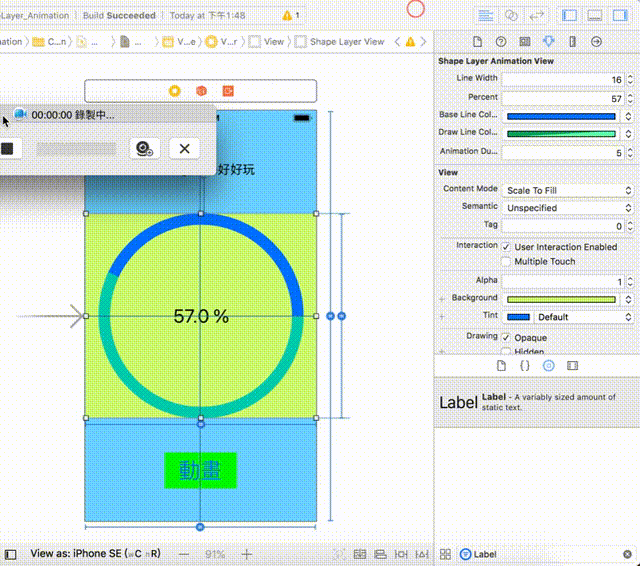 Layer_Animation
Build Succeeded
Today at 下午1:48
1
nation
C...n
...
...
V...e
V...r
View
Shape Layer View
00:00:00 錄製中...
好好玩
57.0 %
動畫
View as: iPhone SE (wC hR)
91%
Shape Layer Animation View
Line Width
16
Percent
57
Base Line Col...
Draw Line Col...
Animation Du...
5
View
Content Mode
Scale To Fill
Semantic
Unspecified
Tag
0
Interaction
User Interaction Enabled
Multiple Touch
Alpha
1
Background
Tint
Default
Drawing
Opaque
Hidden
{ }
Label
Label - A variably sized amount of
static text.
Label